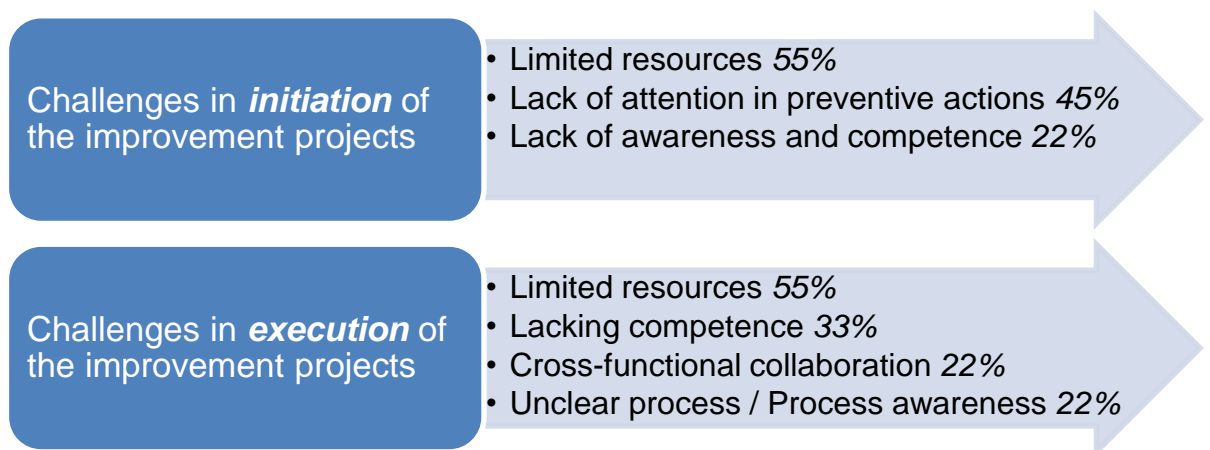 Challenges in initiation of
the improvement projects
• Limited resources 55%
• Lack of attention in preventive actions 45%
• Lack of awareness and competence 22%
Challenges in execution of
the improvement projects
• Limited resources 55%
• Lacking competence 33%
• Cross-functional collaboration 22%
• Unclear process / Process awareness 22%